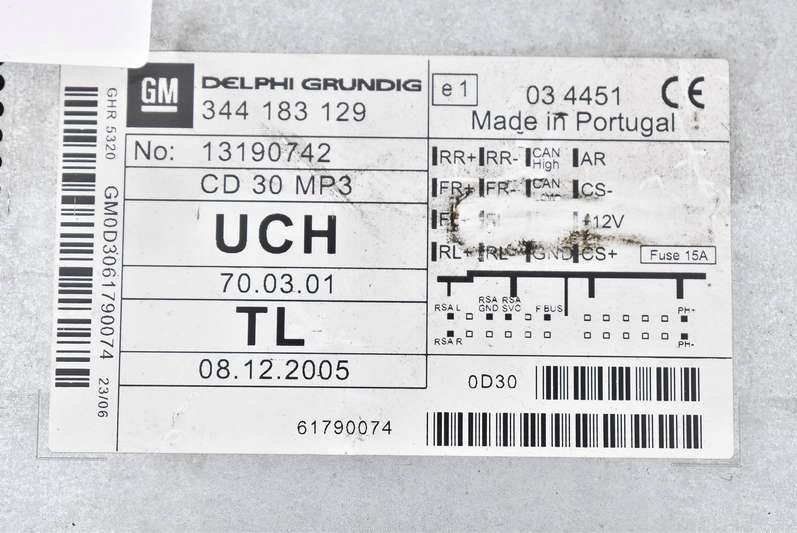 GM DELPHI GRUNDIG
344 183 129
No: 13190742
CD 30 MP3
UCH
70.03.01
TL
08.12.2005
61790074
e1 03 4451 CE
Made in Portugal
RR+ RR- CAN High AR
FR+ FR- CAN CS-
+12V
RL+ RL- GND CS+
Fuse 15A
RSA L RSA GND RSA SVC F BUS PH+
RSA R PH-
0D30
GHR 5320 GM0D3061790074 23/06